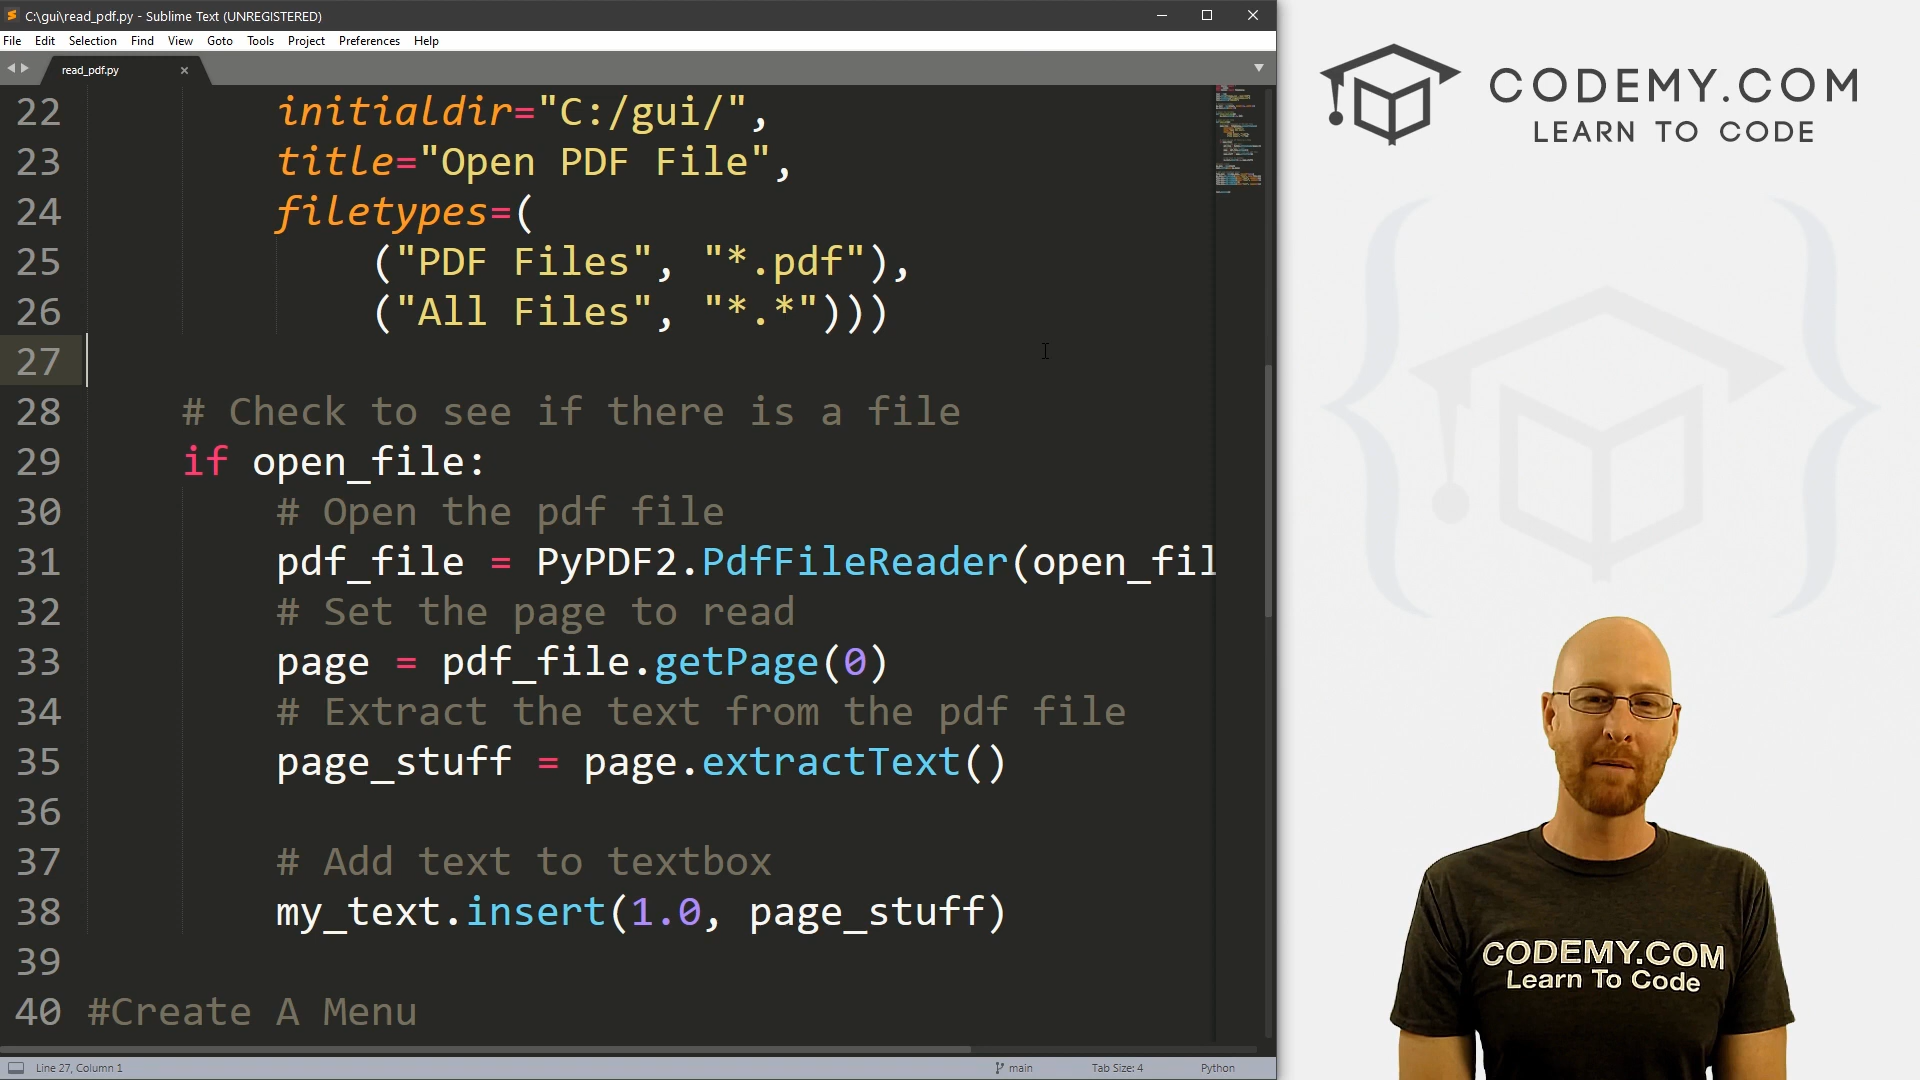 C:\gui\read_pdf.py - Sublime Text (UNREGISTERED)
File Edit Selection Find View Goto Tools Project Preferences Help
read_pdf.py
22 initialdir="C:/gui/",
23 title="Open PDF File",
24 filetypes=(
25 ("PDF Files", "*.pdf"),
26 ("All Files", "*.*")))
27
28 # Check to see if there is a file
29 if open_file:
30 # Open the pdf file
31 pdf_file = PyPDF2.PdfFileReader(open_fil
32 # Set the page to read
33 page = pdf_file.getPage(0)
34 # Extract the text from the pdf file
35 page_stuff = page.extractText()
36
37 # Add text to textbox
38 my_text.insert(1.0, page_stuff)
39
40 #Create A Menu
Line 27, Column 1 main Tab Size: 4 Python
CODEMY.COM
LEARN TO CODE
CODEMY.COM
Learn To Code